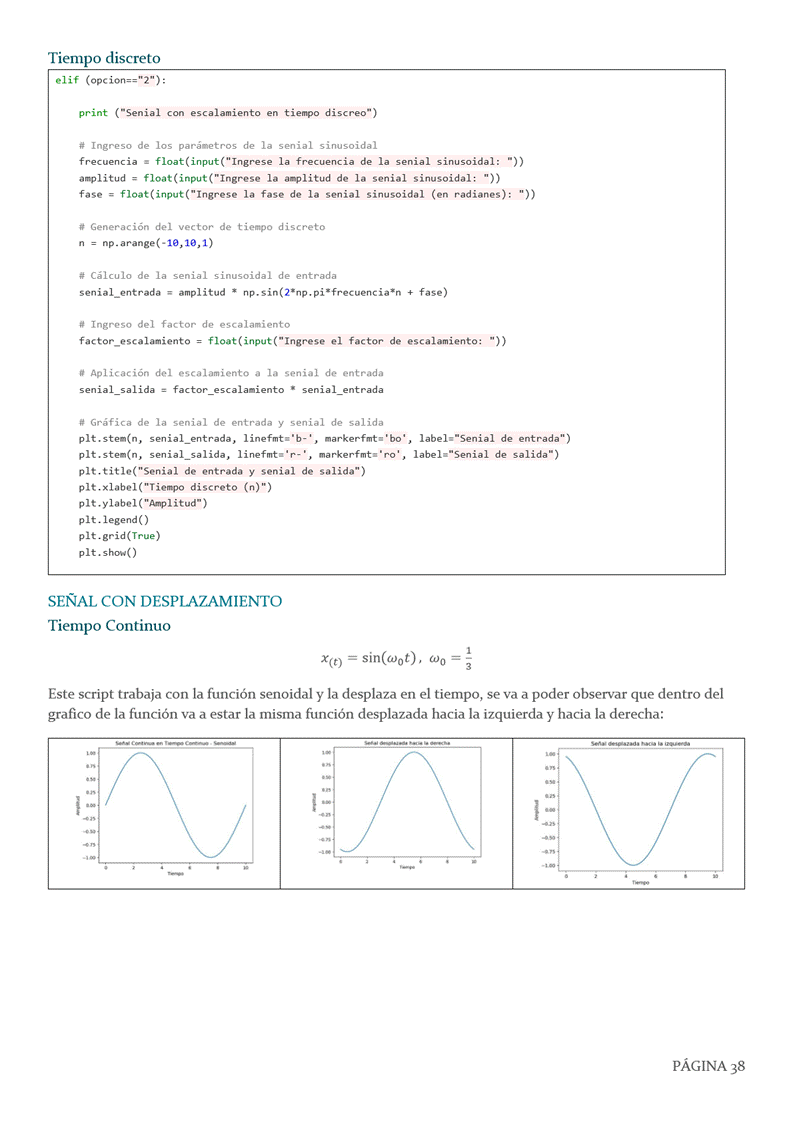 Tiempo discreto
elif (opcion=="2"):
print ("Senial con escalamiento en tiempo discreo")
# Ingreso de los parámetros de la senial sinusoidal
frecuencia = float(input("Ingrese la frecuencia de la senial sinusoidal: "))
amplitud = float(input("Ingrese la amplitud de la senial sinusoidal: "))
fase = float(input("Ingrese la fase de la senial sinusoidal (en radianes): "))
# Generación del vector de tiempo discreto
n = np.arange(-10,10,1)
# Cálculo de la senial sinusoidal de entrada
senial_entrada = amplitud * np.sin(2*np.pi*frecuencia*n + fase)
# Ingreso del factor de escalamiento
factor_escalamiento = float(input("Ingrese el factor de escalamiento: "))
# Aplicación del escalamiento a la senial de entrada
senial_salida = factor_escalamiento * senial_entrada
# Gráfica de la senial de entrada y senial de salida
plt.stem(n, senial_entrada, linefmt='b-', markerfmt='bo', label="Senial de entrada")
plt.stem(n, senial_salida, linefmt='r-', markerfmt='ro', label="Senial de salida")
plt.title("Senial de entrada y senial de salida")
plt.xlabel("Tiempo discreto (n)")
plt.ylabel("Amplitud")
plt.legend()
plt.grid(True)
plt.show()
SEÑAL CON DESPLAZAMIENTO
Tiempo Continuo
x(t) = sin(ω0t) , ω0 = 1/3
Este script trabaja con la función senoidal y la desplaza en el tiempo, se va a poder observar que dentro del
grafico de la función va a estar la misma función desplazada hacia la izquierda y hacia la derecha:
Señal Continua en Tiempo Continuo - Senoidal
Amplitud
1.00
0.75
0.50
0.25
0.00
−0.25
−0.50
−0.75
−1.00
0 2 4 6 8 10
Tiempo
Señal desplazada hacia la derecha
Amplitud
1.00
0.75
0.50
0.25
0.00
−0.25
−0.50
−0.75
−1.00
0 2 4 6 8 10
Tiempo
Señal desplazada hacia la izquierda
Amplitud
1.00
0.75
0.50
0.25
0.00
−0.25
−0.50
−0.75
−1.00
0 2 4 6 8 10
Tiempo
PÁGINA 38